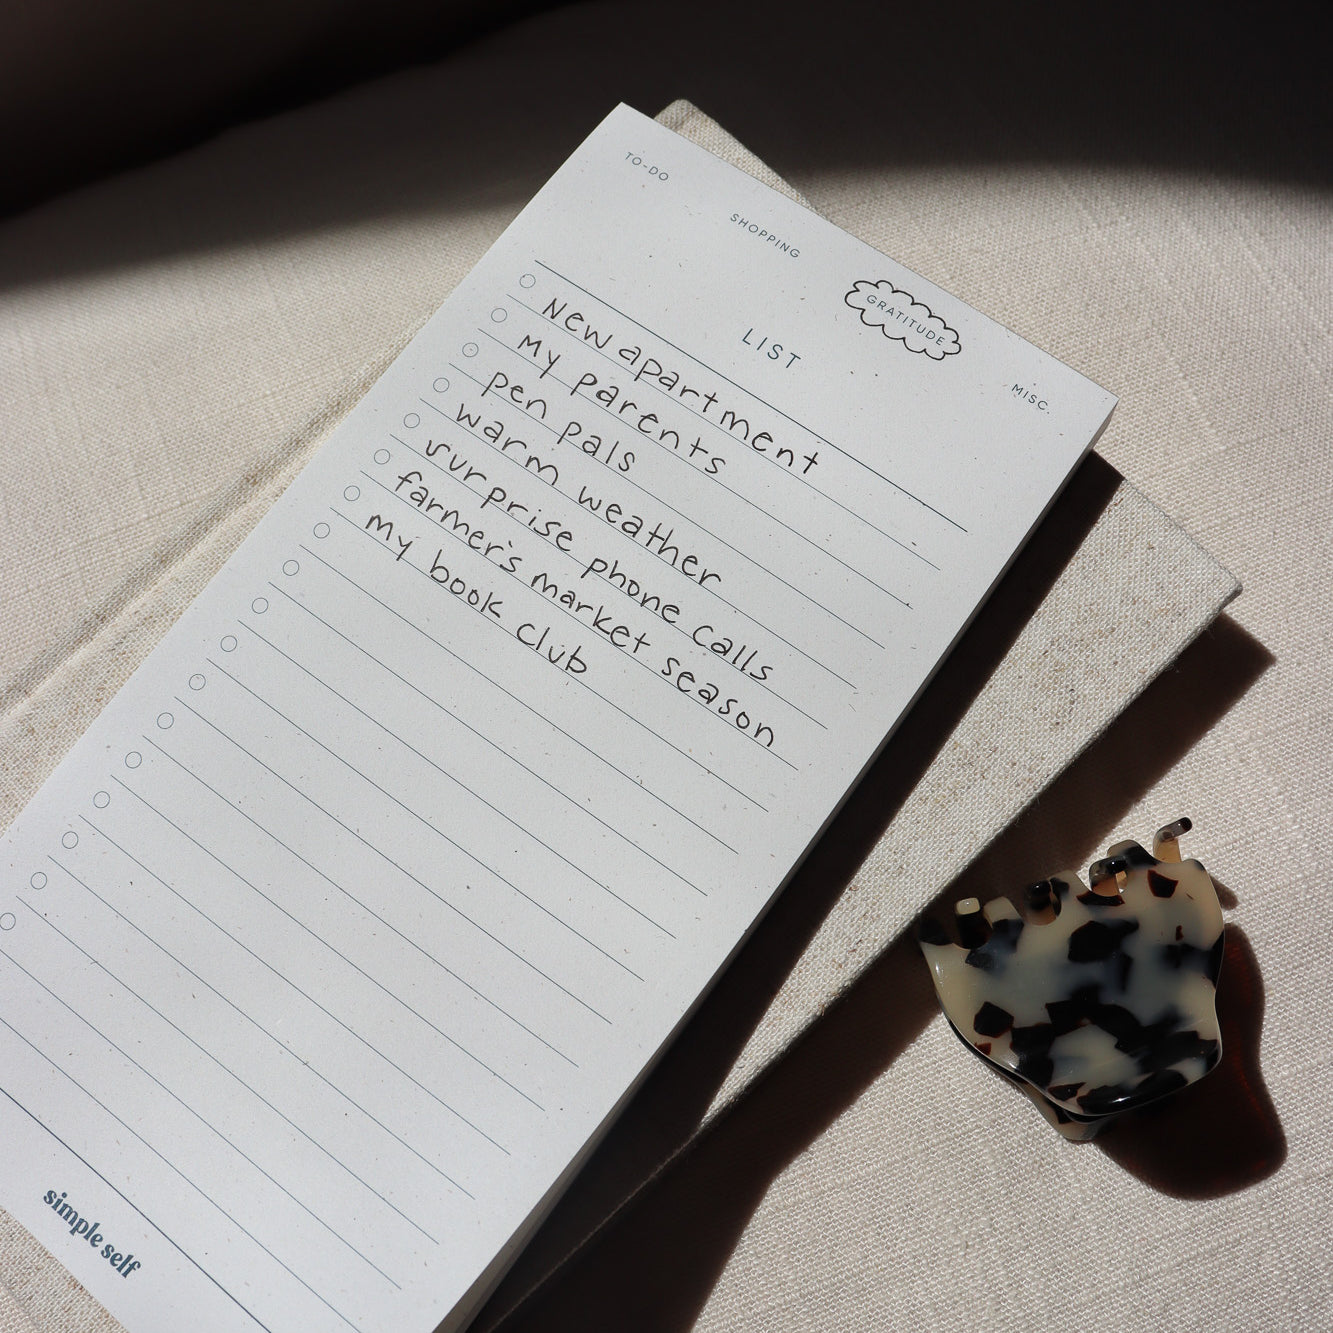 TO-DO
SHOPPING
GRATITUDE
MISC.
LIST
New apartment
my parents
pen pals
warm weather
surprise phone calls
farmer's market season
my book club
simple self